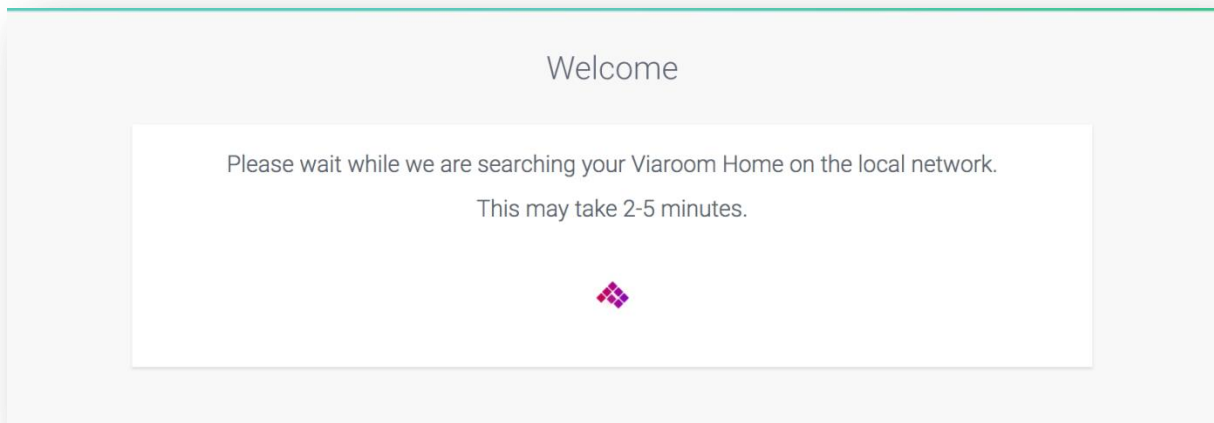 Welcome
Please wait while we are searching your Viaroom Home on the local network.
This may take 2-5 minutes.